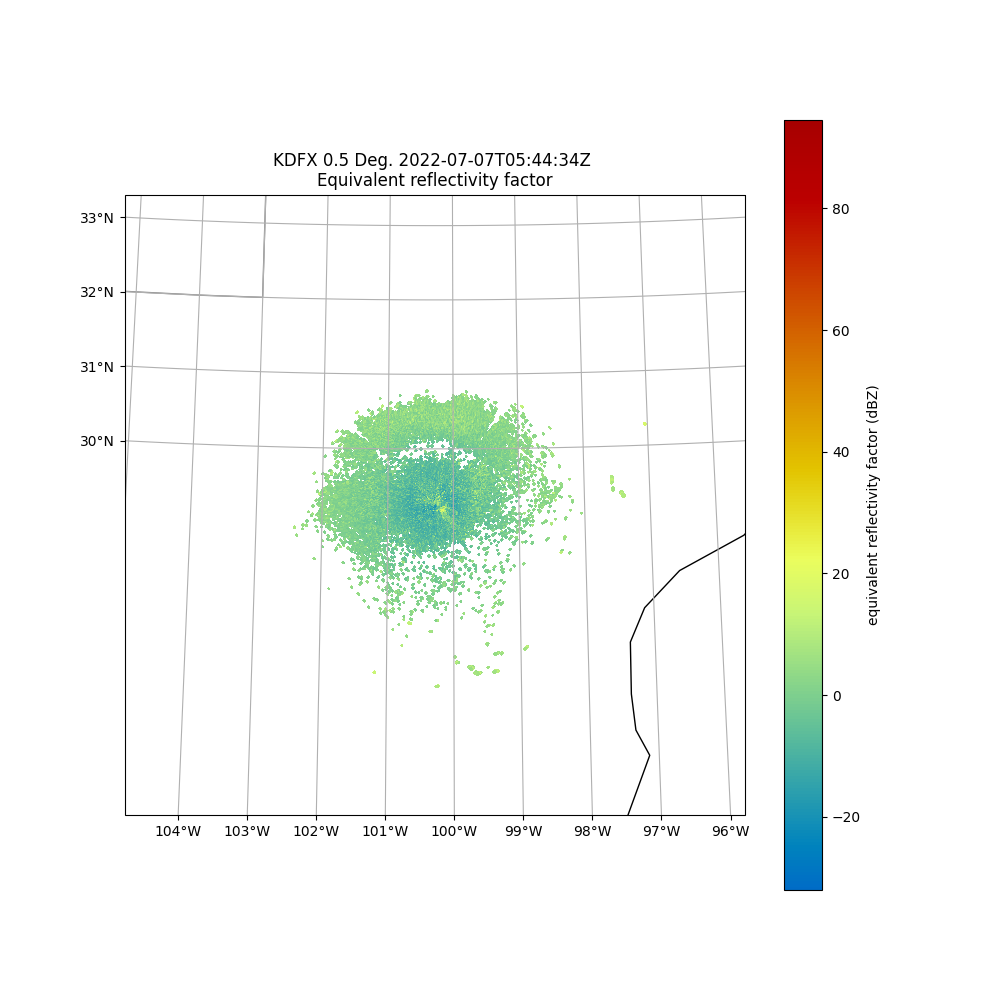 KDFX 0.5 Deg. 2022-07-07T05:44:34Z
Equivalent reflectivity factor
33°N
32°N
31°N
30°N
104°W
103°W
102°W
101°W
100°W
99°W
98°W
97°W
96°W
80
60
40
20
0
−20
equivalent reflectivity factor (dBZ)